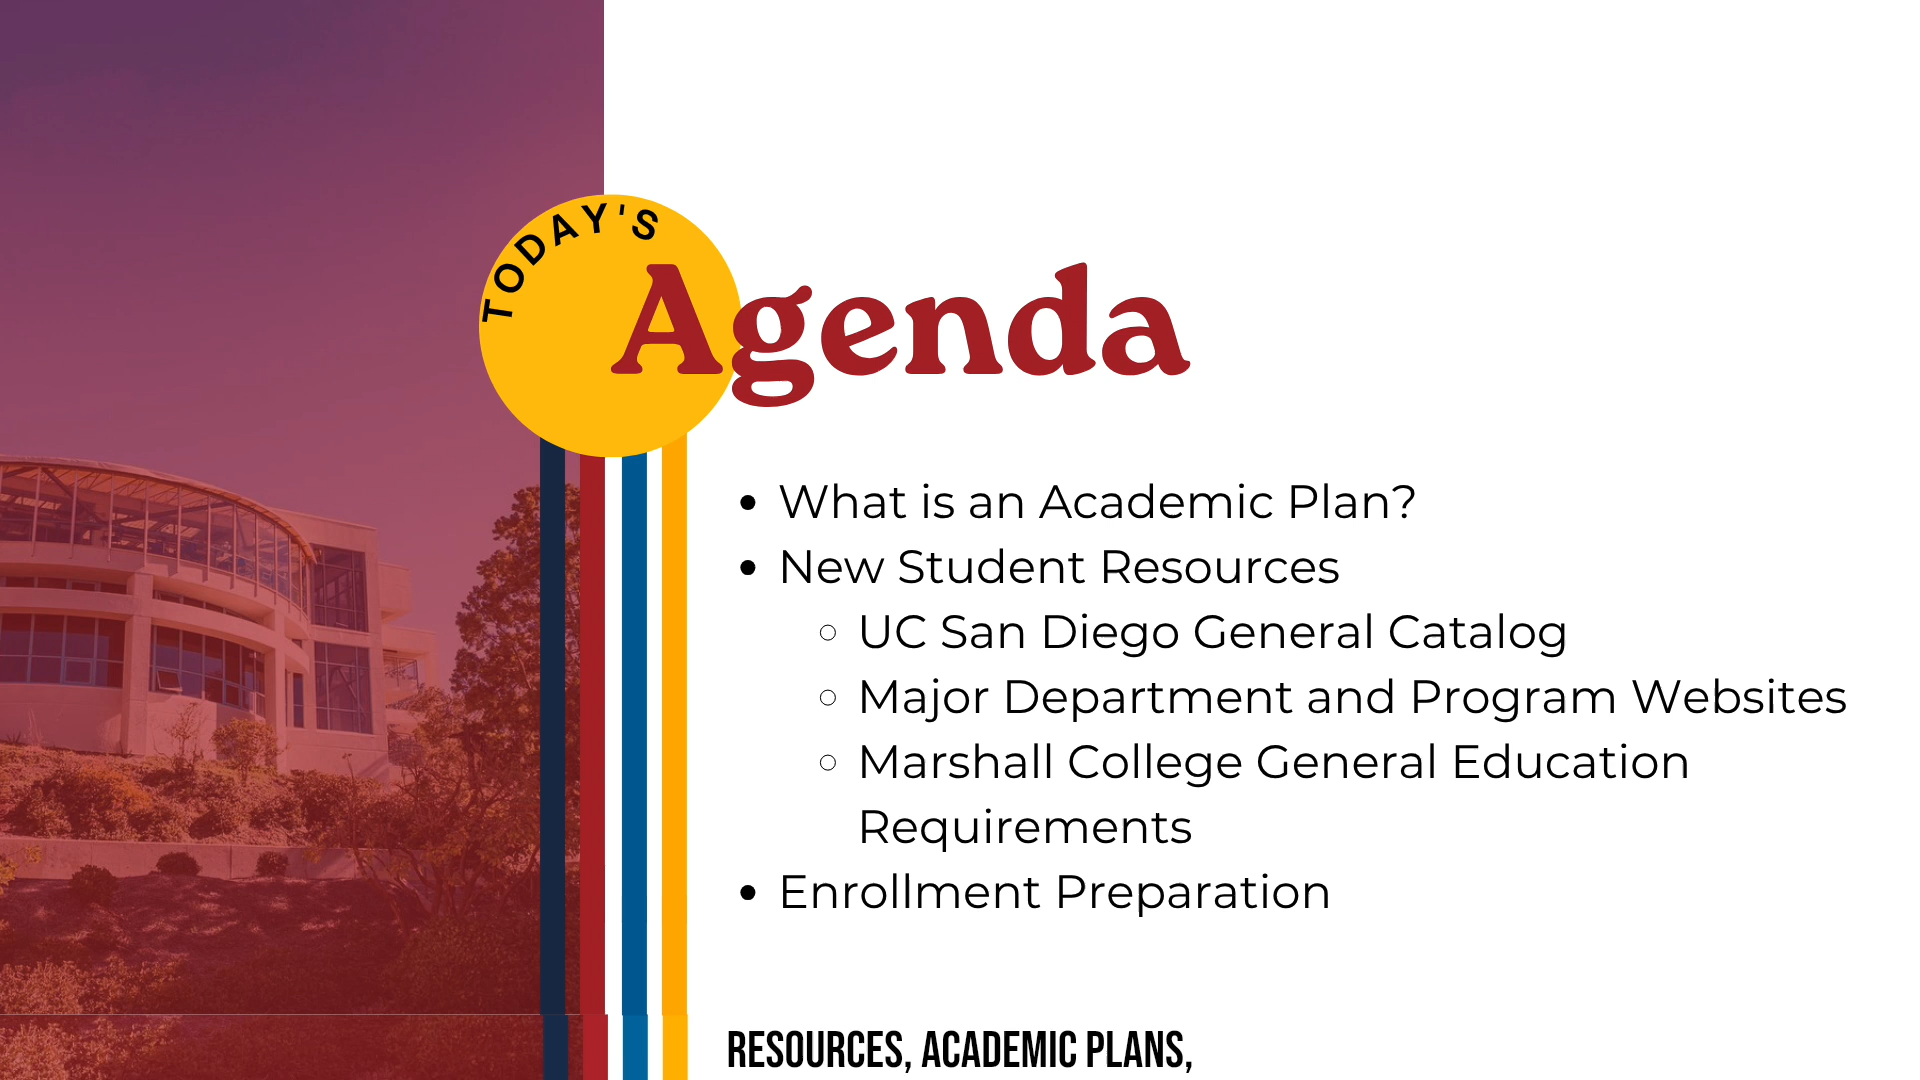 TODAY'S
Agenda
• What is an Academic Plan?
• New Student Resources
○ UC San Diego General Catalog
○ Major Department and Program Websites
○ Marshall College General Education
Requirements
• Enrollment Preparation
RESOURCES, ACADEMIC PLANS,